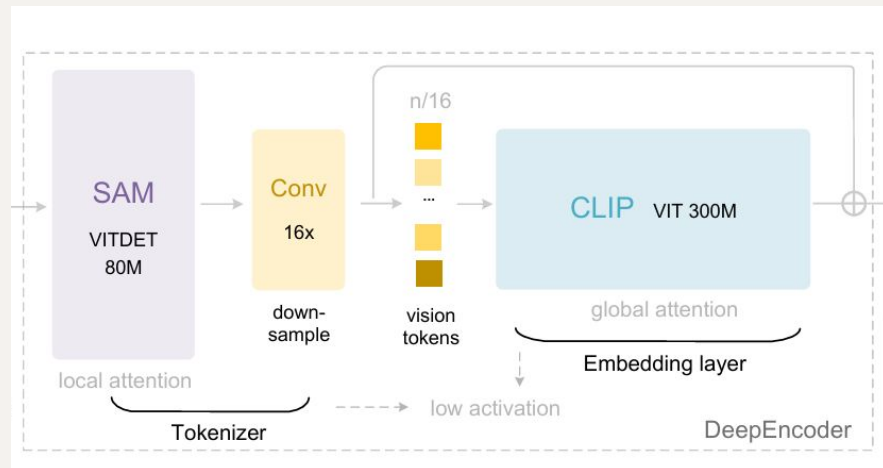 SAM
VITDET
80M
local attention
Tokenizer
Conv
16x
down-
sample
n/16
...
vision
tokens
CLIP VIT 300M
global attention
Embedding layer
low activation
DeepEncoder